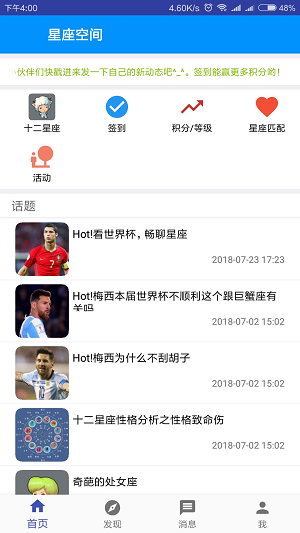 下午4:00
4.60K/s
48%
星座空间
伙伴们快戳进来发一下自己的新动态吧^_^。签到能赢更多积分哟!
十二星座
签到
积分/等级
星座匹配
活动
话题
Hot!看世界杯，畅聊星座
2018-07-23 17:23
Hot!梅西本届世界杯不顺利这个跟巨蟹座有
关吗
2018-07-02 15:02
Hot!梅西为什么不刮胡子
2018-07-02 15:02
十二星座性格分析之性格致命伤
2018-07-02 15:02
奇葩的处女座
首页
发现
消息
我